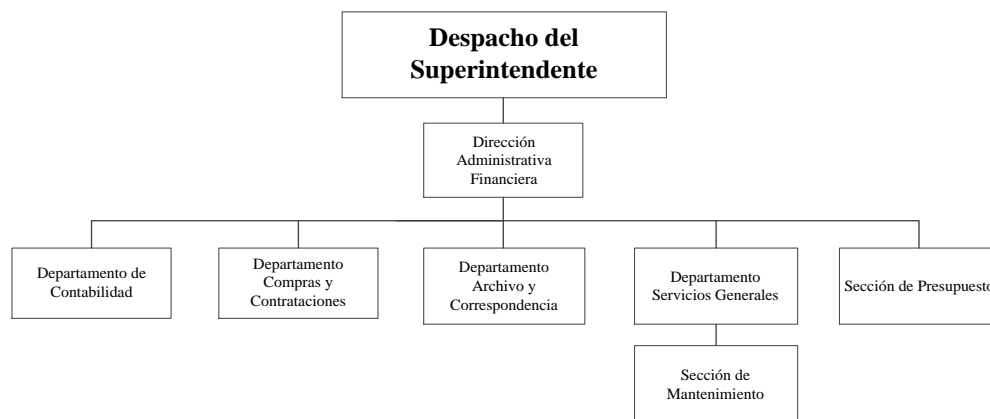 Despacho del
Superintendente
Dirección
Administrativa
Financiera
Departamento de
Contabilidad
Departamento
Compras y
Contrataciones
Departamento
Archivo y
Correspondencia
Departamento
Servicios Generales
Sección de Presupuesto
Sección de
Mantenimiento